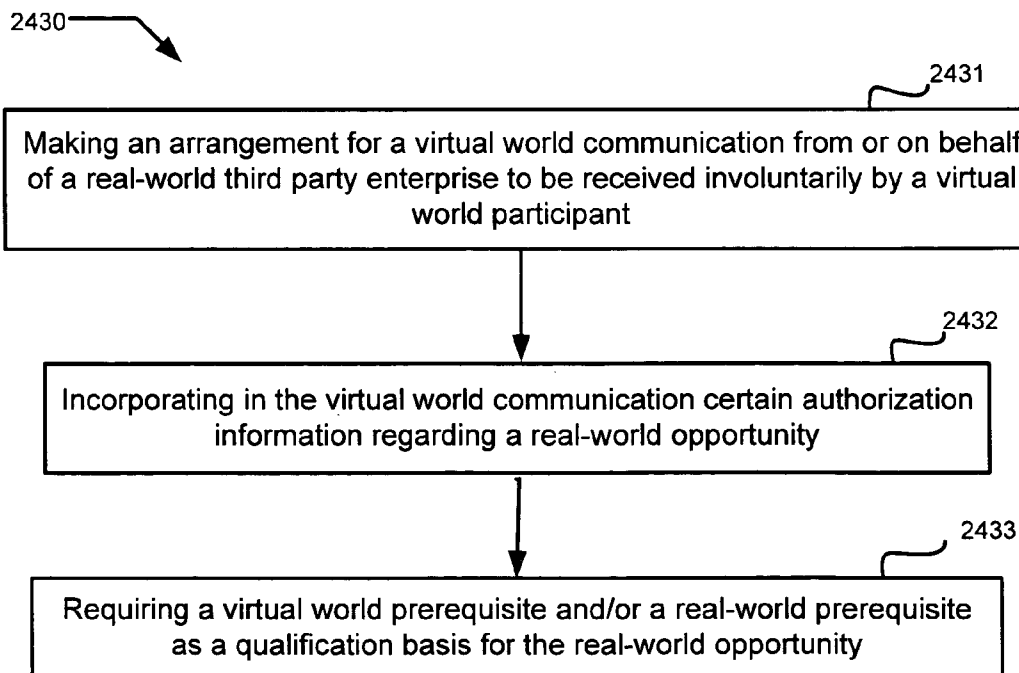 2430
2431
Making an arrangement for a virtual world communication from or on behalf
of a real-world third party enterprise to be received involuntarily by a virtual
world participant
2432
Incorporating in the virtual world communication certain authorization
information regarding a real-world opportunity
2433
Requiring a virtual world prerequisite and/or a real-world prerequisite
as a qualification basis for the real-world opportunity